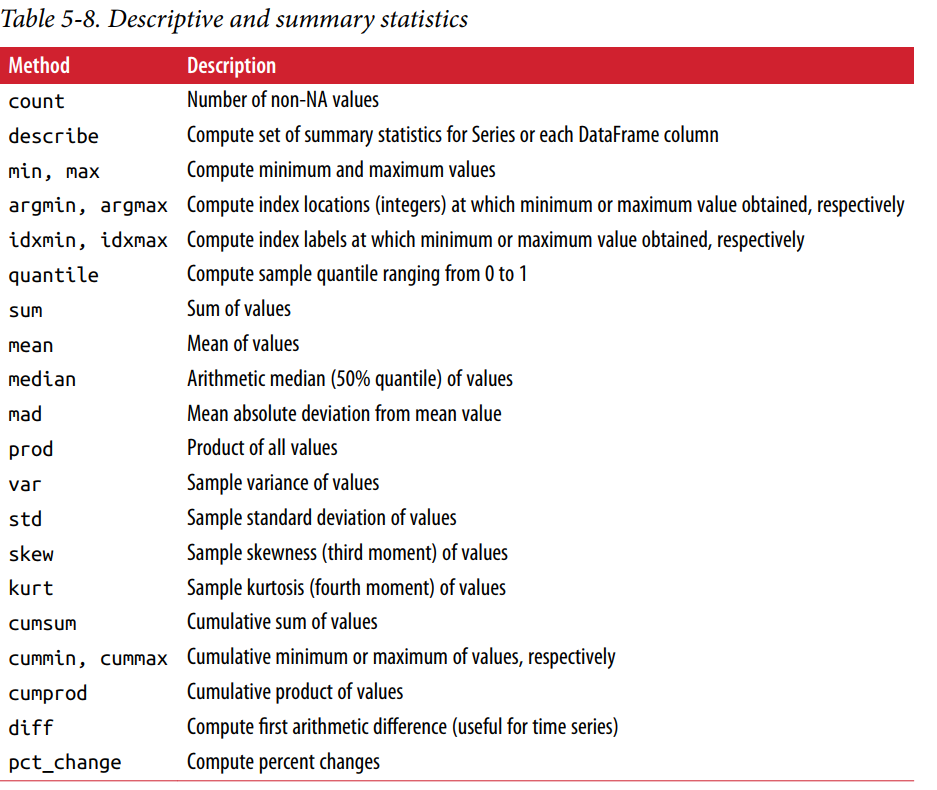 Table 5-8. Descriptive and summary statistics
Method Description
count Number of non-NA values
describe Compute set of summary statistics for Series or each DataFrame column
min, max Compute minimum and maximum values
argmin, argmax Compute index locations (integers) at which minimum or maximum value obtained, respectively
idxmin, idxmax Compute index labels at which minimum or maximum value obtained, respectively
quantile Compute sample quantile ranging from 0 to 1
sum Sum of values
mean Mean of values
median Arithmetic median (50% quantile) of values
mad Mean absolute deviation from mean value
prod Product of all values
var Sample variance of values
std Sample standard deviation of values
skew Sample skewness (third moment) of values
kurt Sample kurtosis (fourth moment) of values
cumsum Cumulative sum of values
cummin, cummax Cumulative minimum or maximum of values, respectively
cumprod Cumulative product of values
diff Compute first arithmetic difference (useful for time series)
pct_change Compute percent changes